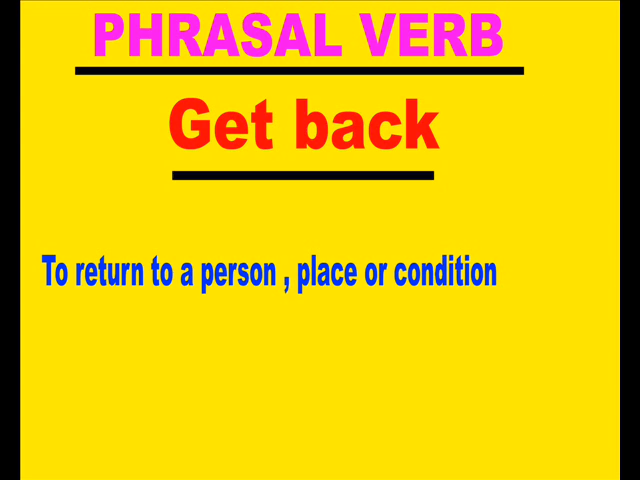 PHRASAL VERB
Get back
To return to a person , place or condition